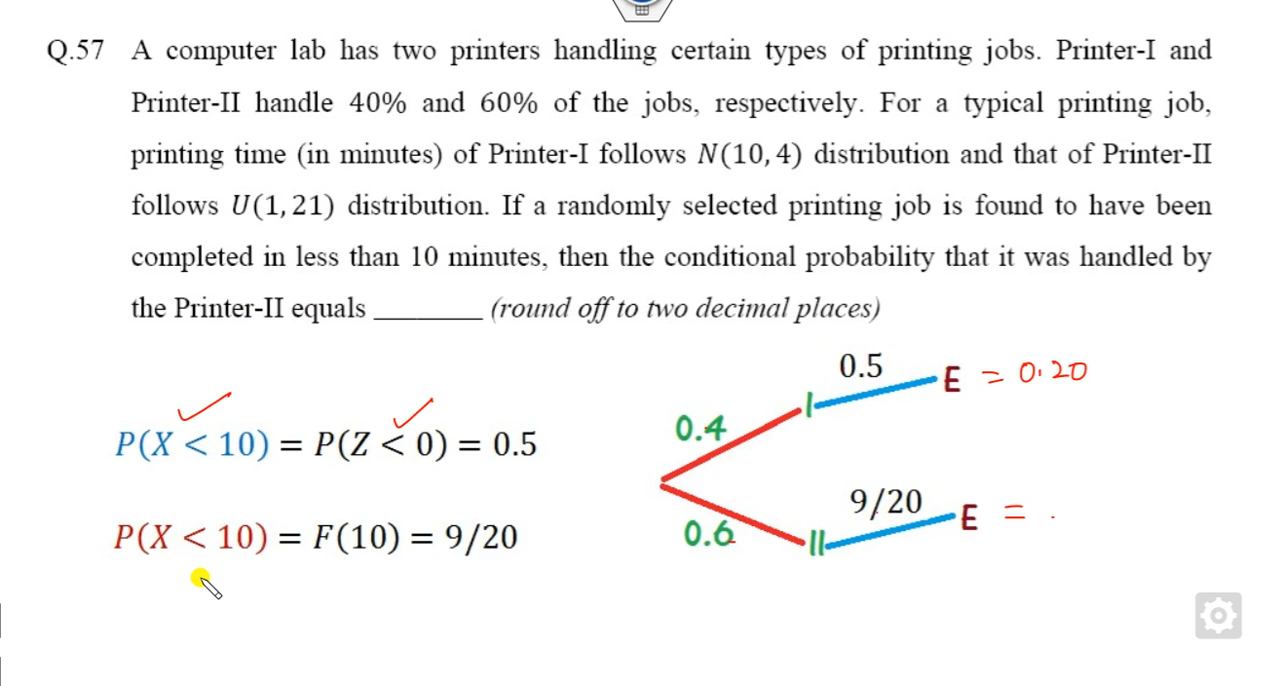 Q.57 A computer lab has two printers handling certain types of printing jobs. Printer-I and
Printer-II handle 40% and 60% of the jobs, respectively. For a typical printing job,
printing time (in minutes) of Printer-I follows N(10, 4) distribution and that of Printer-II
follows U(1, 21) distribution. If a randomly selected printing job is found to have been
completed in less than 10 minutes, then the conditional probability that it was handled by
the Printer-II equals ________ (round off to two decimal places)
0.5
E = 0.20
I
0.4
P(X < 10) = P(Z < 0) = 0.5
9/20
E = .
0.6
II
P(X < 10) = F(10) = 9/20